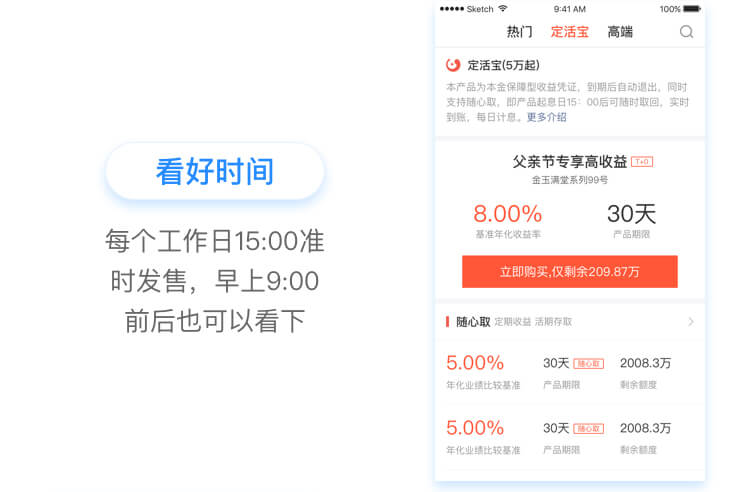 看好时间
每个工作日15:00准
时发售，早上9:00
前后也可以看下
Sketch
9:41 AM
100%
热门 定活宝 高端
定活宝(5万起)
本产品为本金保障型收益凭证，到期后自动退出，同时
支持随心取，即产品起息日15：00后可随时取回，实时
到账，每日计息。更多介绍
父亲节专享高收益 T+0
金玉满堂系列99号
8.00% 30天
基准年化收益率 产品期限
立即购买,仅剩余209.87万
随心取 定期收益 活期存取
5.00% 30天 随心取 2008.3万
年化业绩比较基准 产品期限 剩余额度
5.00% 30天 随心取 2008.3万
年化业绩比较基准 产品期限 剩余额度